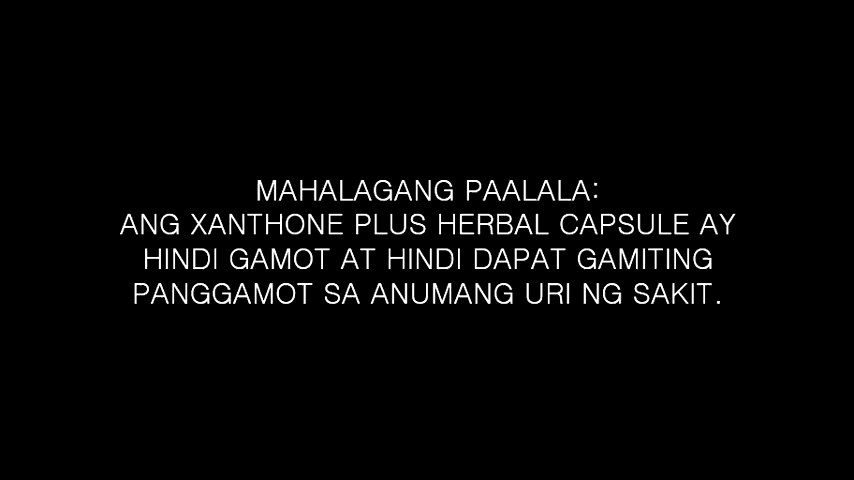 MAHALAGANG PAALALA:
ANG XANTHONE PLUS HERBAL CAPSULE AY
HINDI GAMOT AT HINDI DAPAT GAMITING
PANGGAMOT SA ANUMANG URI NG SAKIT.